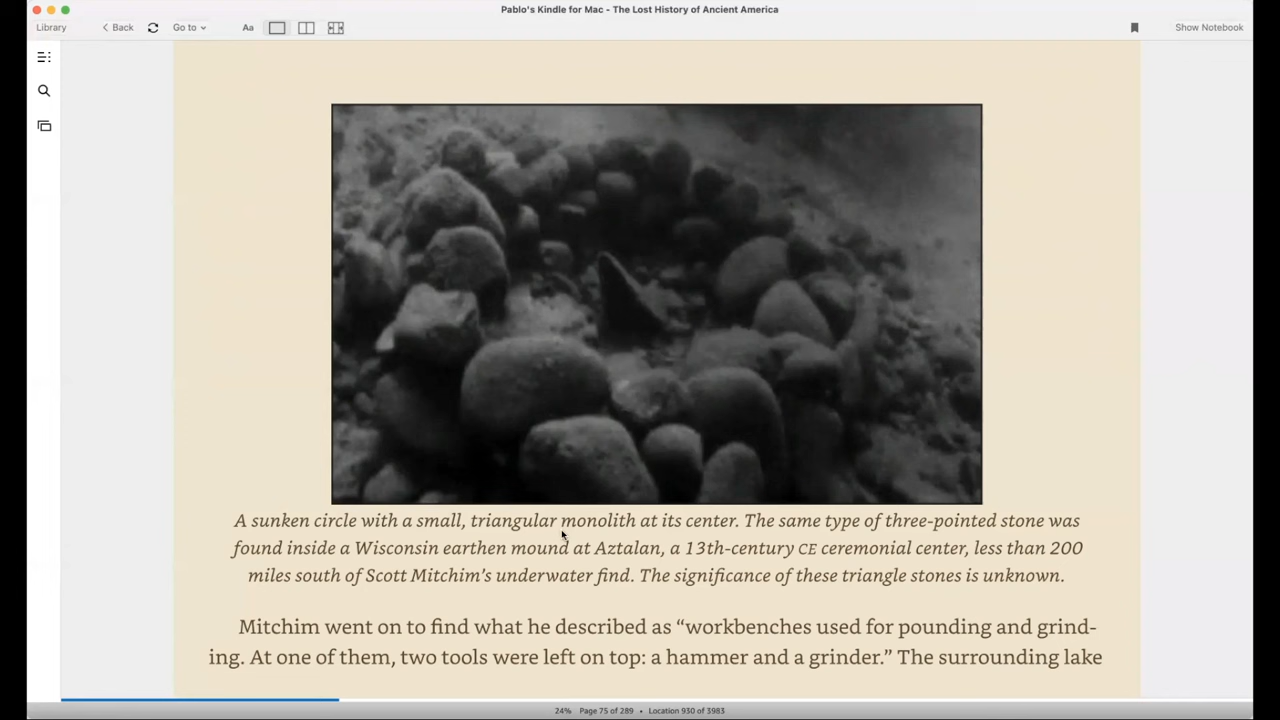 Pablo's Kindle for Mac - The Lost History of Ancient America
Library
Back
Go to
Aa
Show Notebook
A sunken circle with a small, triangular monolith at its center. The same type of three-pointed stone was
found inside a Wisconsin earthen mound at Aztalan, a 13th-century CE ceremonial center, less than 200
miles south of Scott Mitchim’s underwater find. The significance of these triangle stones is unknown.
Mitchim went on to find what he described as “workbenches used for pounding and grind-
ing. At one of them, two tools were left on top: a hammer and a grinder.” The surrounding lake
24% Page 75 of 289 • Location 930 of 3983